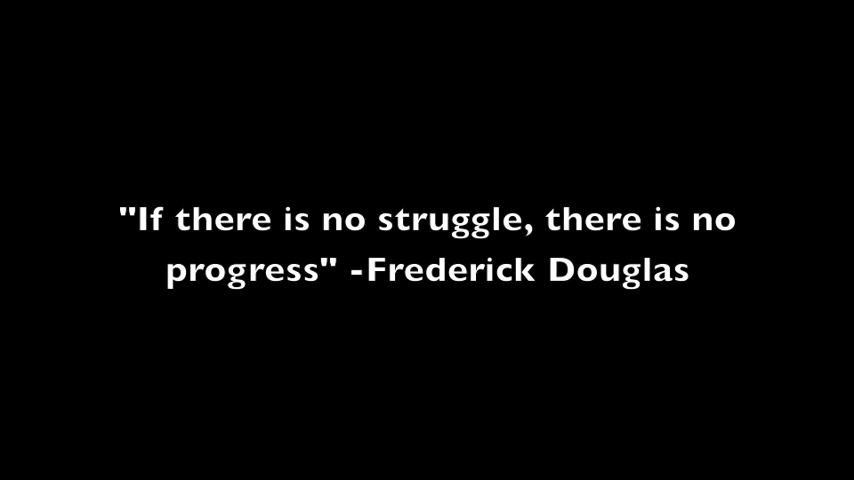 "If there is no struggle, there is no
progress" -Frederick Douglas